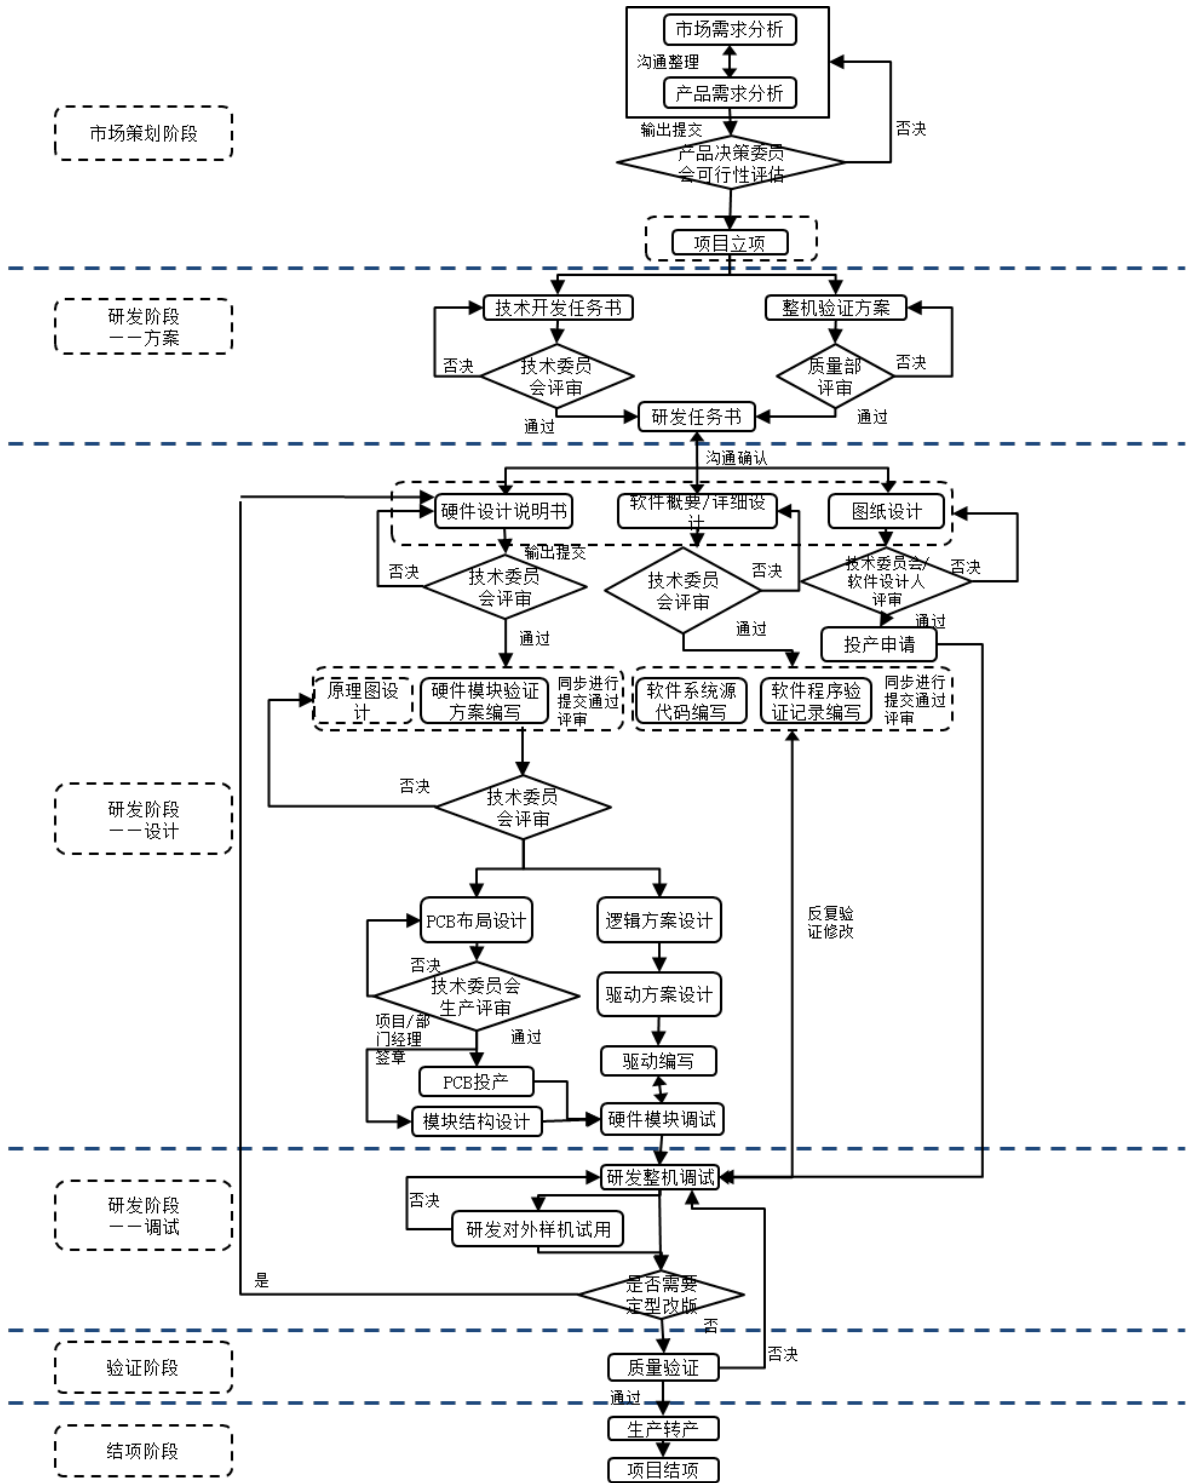 市场需求分析
沟通整理
产品需求分析
市场策划阶段
输出提交
否决
产品决策委员
会可行性评估
项目立项
研发阶段
——方案
技术开发任务书
整机验证方案
否决
技术委员
会评审
质量部
评审
否决
通过
研发任务书
通过
沟通确认
硬件设计说明书
软件概要/详细设
计
图纸设计
输出提交
否决
技术委员
会评审
技术委员
会评审
否决
技术委员会/
软件设计人
评审
否决
通过
通过
通过
投产申请
原理图设
计
硬件模块验证
方案编写
同步进行
提交通过
评审
软件系统源
代码编写
软件程序验
证记录编写
同步进行
提交通过
评审
研发阶段
——设计
否决
技术委员
会评审
PCB布局设计
逻辑方案设计
反复验
证修改
否决
技术委员会
生产评审
驱动方案设计
项目/部
门经理
签章
通过
驱动编写
PCB投产
模块结构设计
硬件模块调试
研发阶段
——调试
研发整机调试
否决
研发对外样机试用
是
是否需要
定型改版
否
验证阶段
质量验证
否决
通过
结项阶段
生产转产
项目结项